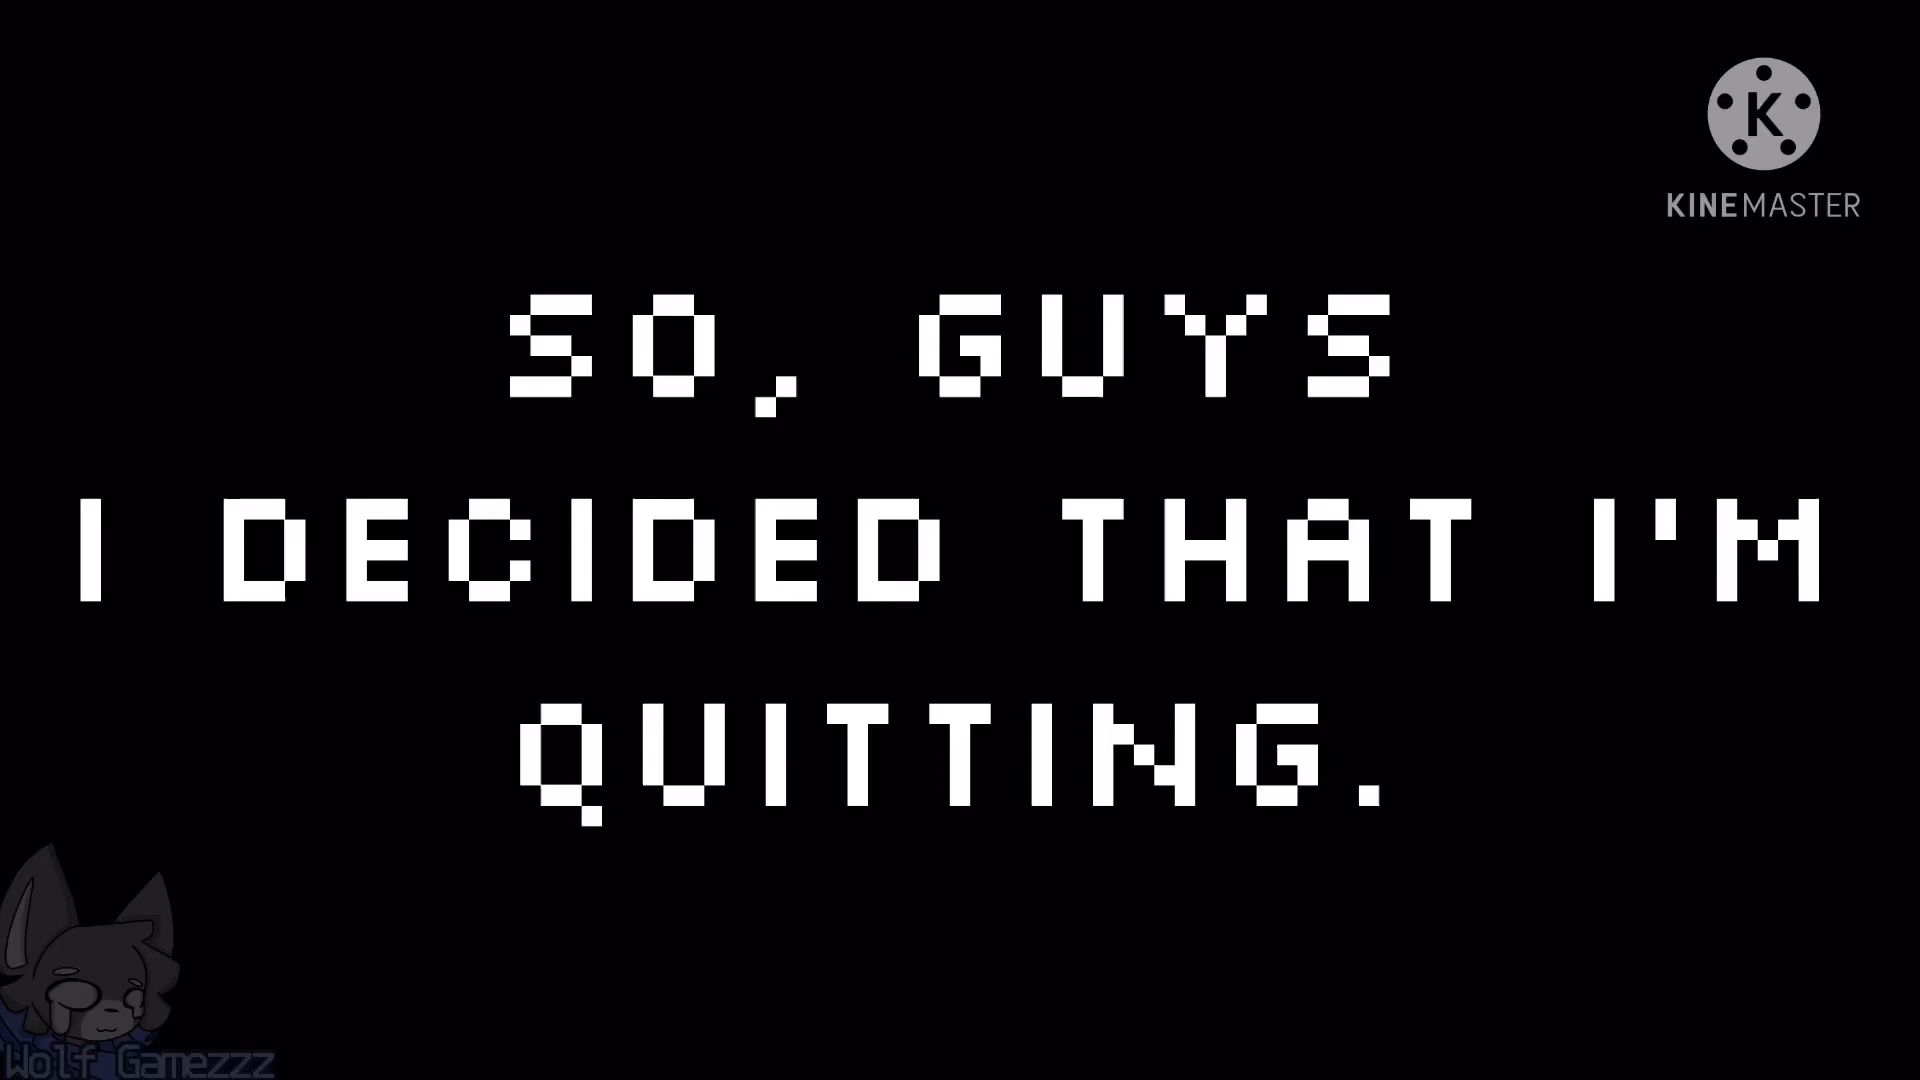 K
KINEMASTER
SO, GUYS
I DECIDED THAT I'M
QUITTING.
Wolf Gamezzz